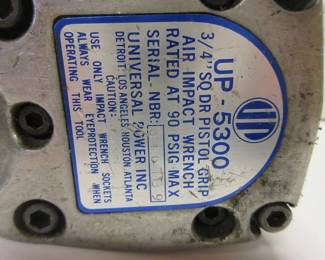 UP-5300
3/4" SQ DR PISTOL GRIP
AIR IMPACT WRENCH
RATED AT 90 PSIG MAX
SERIAL-NBR:
UNIVERSAL POWER INC
DETROIT LOS ANGELES HOUSTON ATLANTA
CAUTION:
USE ONLY IMPACT WRENCH SOCKETS
ALWAYS WEAR EYE PROTECTION WHEN
OPERATING THIS TOOL